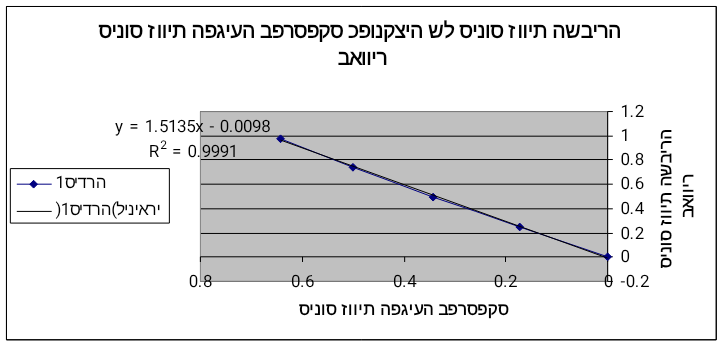 הריבשה תיווז סוניס לש היצקנופכ סקפסרפב העיגפה תיווז סוניס
ריוואב
y = 1.5135x - 0.0098
R² = 0.9991
1.2
1
0.8
0.6
0.4
0.2
0
-0.2
הריבשה תיווז סוניס
ריוואב
0.8
0.6
0.4
0.2
0
סקפסרפב העיגפה תיווז סוניס
הרדיס1
יראיניל(הרדיס1)